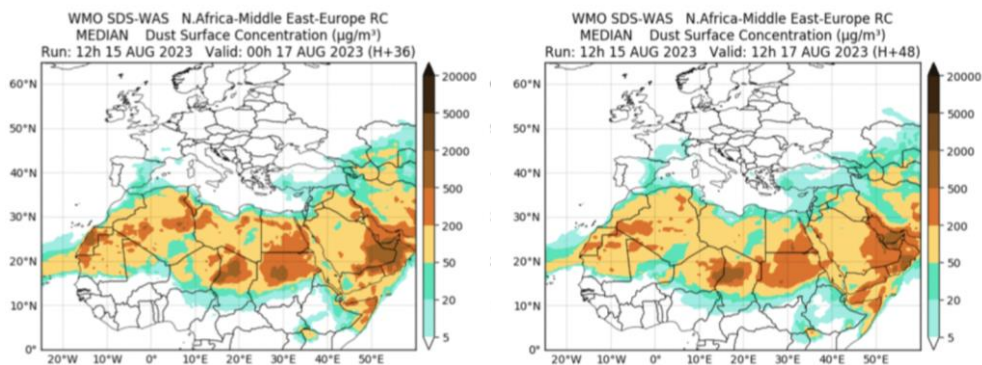 WMO SDS-WAS N.Africa-Middle East-Europe RC
MEDIAN Dust Surface Concentration (µg/m³)
Run: 12h 15 AUG 2023 Valid: 00h 17 AUG 2023 (H+36)
60°N
50°N
40°N
30°N
20°N
10°N
0°
20°W
10°W
0°
10°E
20°E
30°E
40°E
50°E
20000
5000
2000
500
200
50
20
5
WMO SDS-WAS N.Africa-Middle East-Europe RC
MEDIAN Dust Surface Concentration (µg/m³)
Run: 12h 15 AUG 2023 Valid: 12h 17 AUG 2023 (H+48)
60°N
50°N
40°N
30°N
20°N
10°N
0°
20°W
10°W
0°
10°E
20°E
30°E
40°E
50°E
20000
5000
2000
500
200
50
20
5